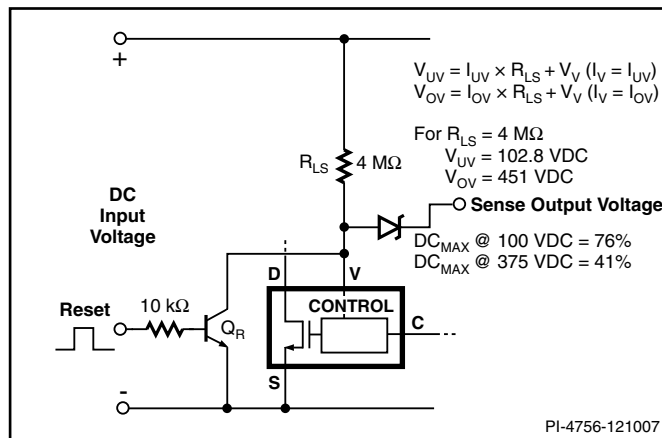 +
V_UV = I_UV × R_LS + V_V (I_V = I_UV)
V_OV = I_OV × R_LS + V_V (I_V = I_OV)
For R_LS = 4 MΩ
V_UV = 102.8 VDC
V_OV = 451 VDC
R_LS 4 MΩ
DC
Input
Voltage
Sense Output Voltage
DC_MAX @ 100 VDC = 76%
DC_MAX @ 375 VDC = 41%
D V
Reset 10 kΩ
Q_R
CONTROL
C
S
-
PI-4756-121007